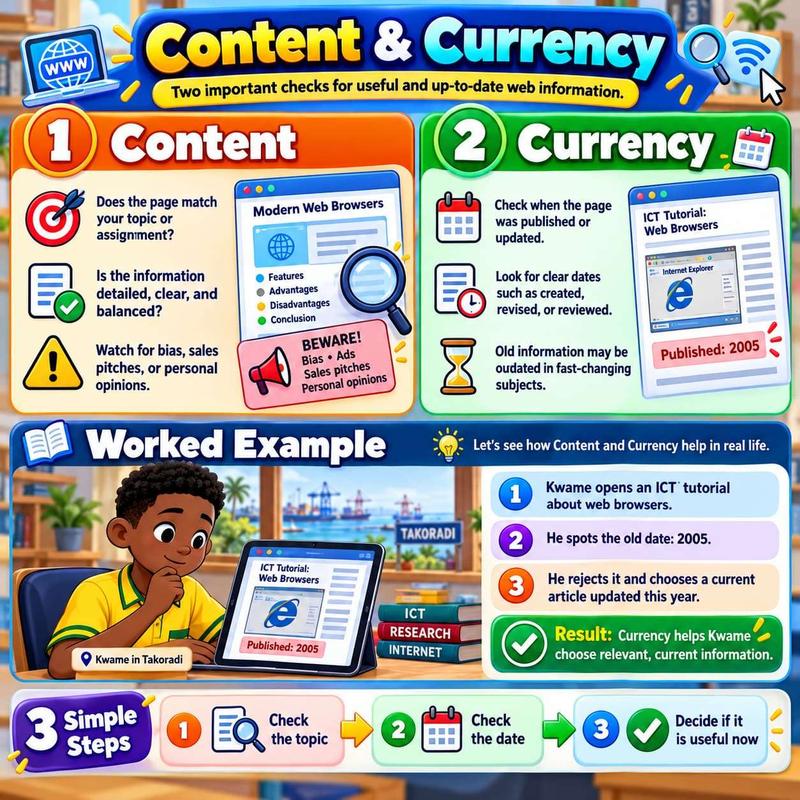 WWW
Content & Currency
Two important checks for useful and up-to-date web information.
1 Content
Does the page match
your topic or
assignment?
Is the information
detailed, clear, and
balanced?
Watch for bias, sales
pitches, or personal
opinions.
Modern Web Browsers
Features
Advantages
Disadvantages
Conclusion
BEWARE!
Bias • Ads
Sales pitches
Personal opinions
2 Currency
Check when the page
was published or
updated.
Look for clear dates
such as created,
revised, or reviewed.
Old information may be
oudated in fast-changing
subjects.
ICT Tutorial:
Web Browsers
Internet Explorer
Published: 2005
Worked Example
Let's see how Content and Currency help in real life.
TAKORADI
ICT Tutorial:
Web Browsers
Published: 2005
ICT
RESEARCH
INTERNET
Kwame in Takoradi
1 Kwame opens an ICT tutorial
about web browsers.
2 He spots the old date: 2005.
3 He rejects it and chooses a current
article updated this year.
Result: Currency helps Kwame
choose relevant, current information.
3 Simple
Steps
1 Check
the topic
2 Check
the date
3 Decide if it
is useful now